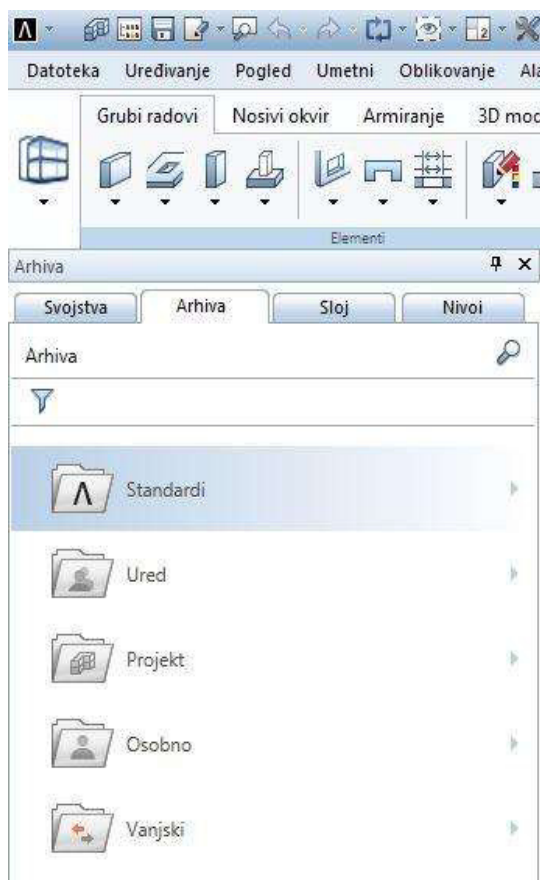 Datoteka Uređivanje Pogled Umetni Oblikovanje Ala
Grubi radovi Nosivi okvir Armiranje 3D mod
Elementi
Arhiva
Svojstva Arhiva Sloj Nivoi
Arhiva
Standardi
Ured
Projekt
Osobno
Vanjski